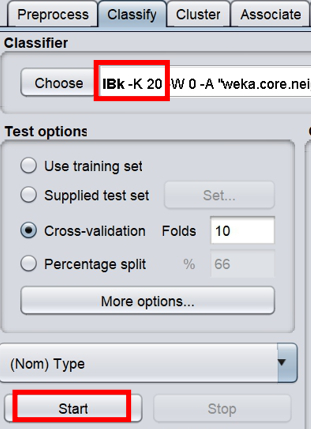 Preprocess Classify Cluster Associate
Classifier
Choose IBk -K 20 -W 0 -A "weka.core.nei
Test options
Use training set
Supplied test set Set...
Cross-validation Folds 10
Percentage split % 66
More options...
(Nom) Type
Start Stop